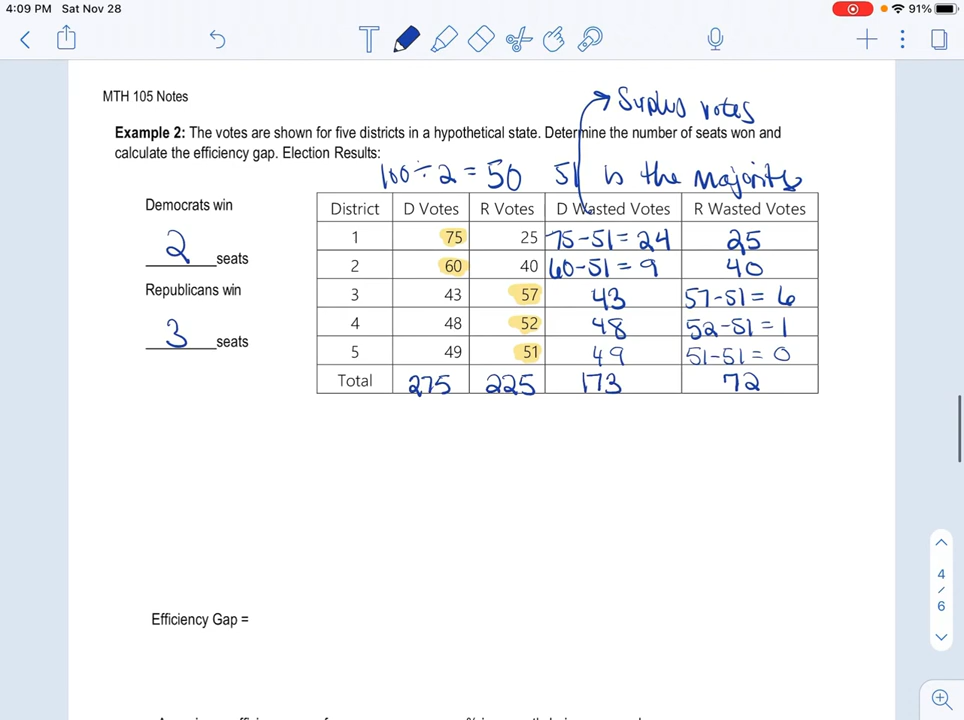 4:09 PM Sat Nov 28
91%
MTH 105 Notes
Surplus votes
Example 2: The votes are shown for five districts in a hypothetical state. Determine the number of seats won and
calculate the efficiency gap. Election Results:
100 ÷ 2 = 50 51 is the majority
Democrats win
2 seats
Republicans win
3 seats
District D Votes R Votes D Wasted Votes R Wasted Votes
1 75 25 75-51 = 24 25
2 60 40 60-51 = 9 40
3 43 57 43 57-51 = 6
4 48 52 48 52-51 = 1
5 49 51 49 51-51 = 0
Total 275 225 173 72
4
/
6
Efficiency Gap =